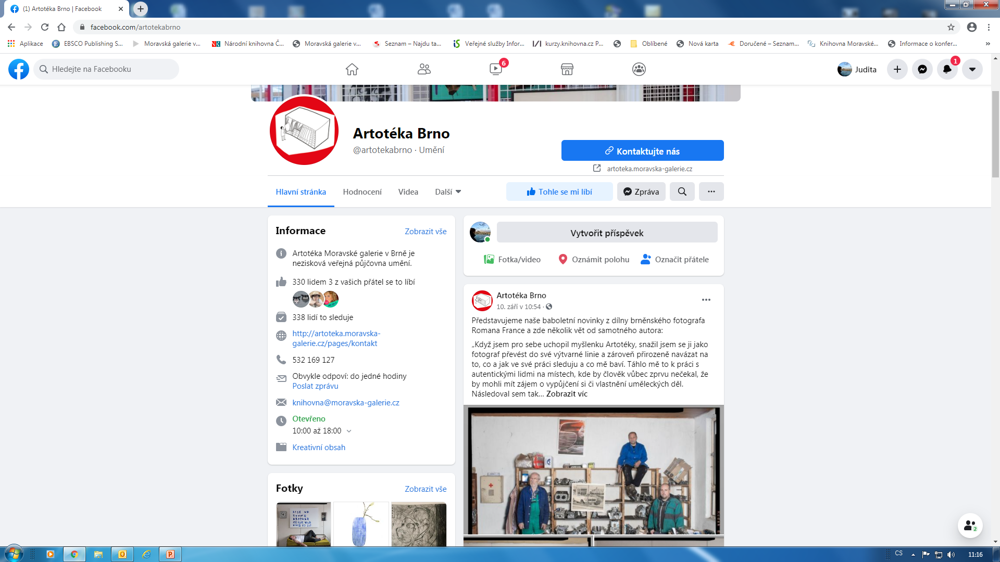 (1) Artotéka Brno | Facebook
facebook.com/artotekabrno
Aplikace
EBSCO Publishing S...
Moravská galerie v...
Národní knihovna Č...
Moravská galerie v...
Seznam – Najdu ta...
Veřejné služby Infor...
kurzy.knihovna.cz P...
Oblíbené
Nová karta
Doručené – Seznam...
Knihovna Moravské...
Informace o konfer...
»
Hledejte na Facebooku
6
Judita
1
Artotéka Brno
@artotekabrno · Umění
Kontaktujte nás
artoteka.moravska-galerie.cz
Hlavní stránka
Hodnocení
Videa
Další
Tohle se mi líbí
Zpráva
Informace
Zobrazit vše
Artotéka Moravské galerie v Brně je
nezisková veřejná půjčovna umění.
330 lidem 3 z vašich přátel se to líbí
338 lidí to sleduje
http://artoteka.moravska-
galerie.cz/pages/kontakt
532 169 127
Obvykle odpoví: do jedné hodiny
Poslat zprávu
knihovna@moravska-galerie.cz
Otevřeno
10:00 až 18:00
Kreativní obsah
Fotky
Zobrazit vše
RISE UP
YOUNG
BROTHER
Vytvořit příspěvek
Fotka/video
Oznámit polohu
Označit přátele
Artotéka Brno
10. září v 10:54 ·
Představujeme naše baboletní novinky z dílny brněnského fotografa
Romana France a zde několik vět od samotného autora:
„Když jsem pro sebe uchopil myšlenku Artotéky, snažil jsem se ji jako
fotograf převést do své výtvarné linie a zároveň přirozeně navázat na
to, co a jak ve své práci sleduju a co mě baví. Táhlo mě to k práci s
autentickými lidmi na místech, kde by člověk vůbec zprvu nečekal, že
by mohli mít zájem o vypůjčení si či vlastnění uměleckých děl.
Následoval sem tak... Zobrazit víc
2
CS
11:16